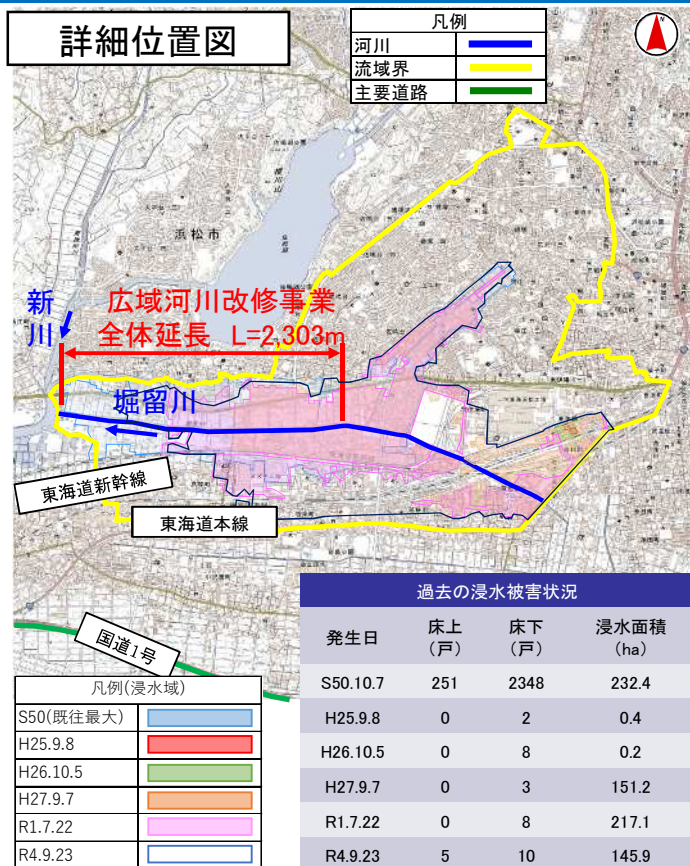 詳細位置図
凡例
河川
流域界
主要道路
浜松市
新川
広域河川改修事業
全体延長 L=2,303m
堀留川
東海道新幹線
東海道本線
国道1号
凡例(浸水域)
S50(既往最大)
H25.9.8
H26.10.5
H27.9.7
R1.7.22
R4.9.23
過去の浸水被害状況
発生日 床上(戸) 床下(戸) 浸水面積(ha)
S50.10.7 251 2348 232.4
H25.9.8 0 2 0.4
H26.10.5 0 8 0.2
H27.9.7 0 3 151.2
R1.7.22 0 8 217.1
R4.9.23 5 10 145.9